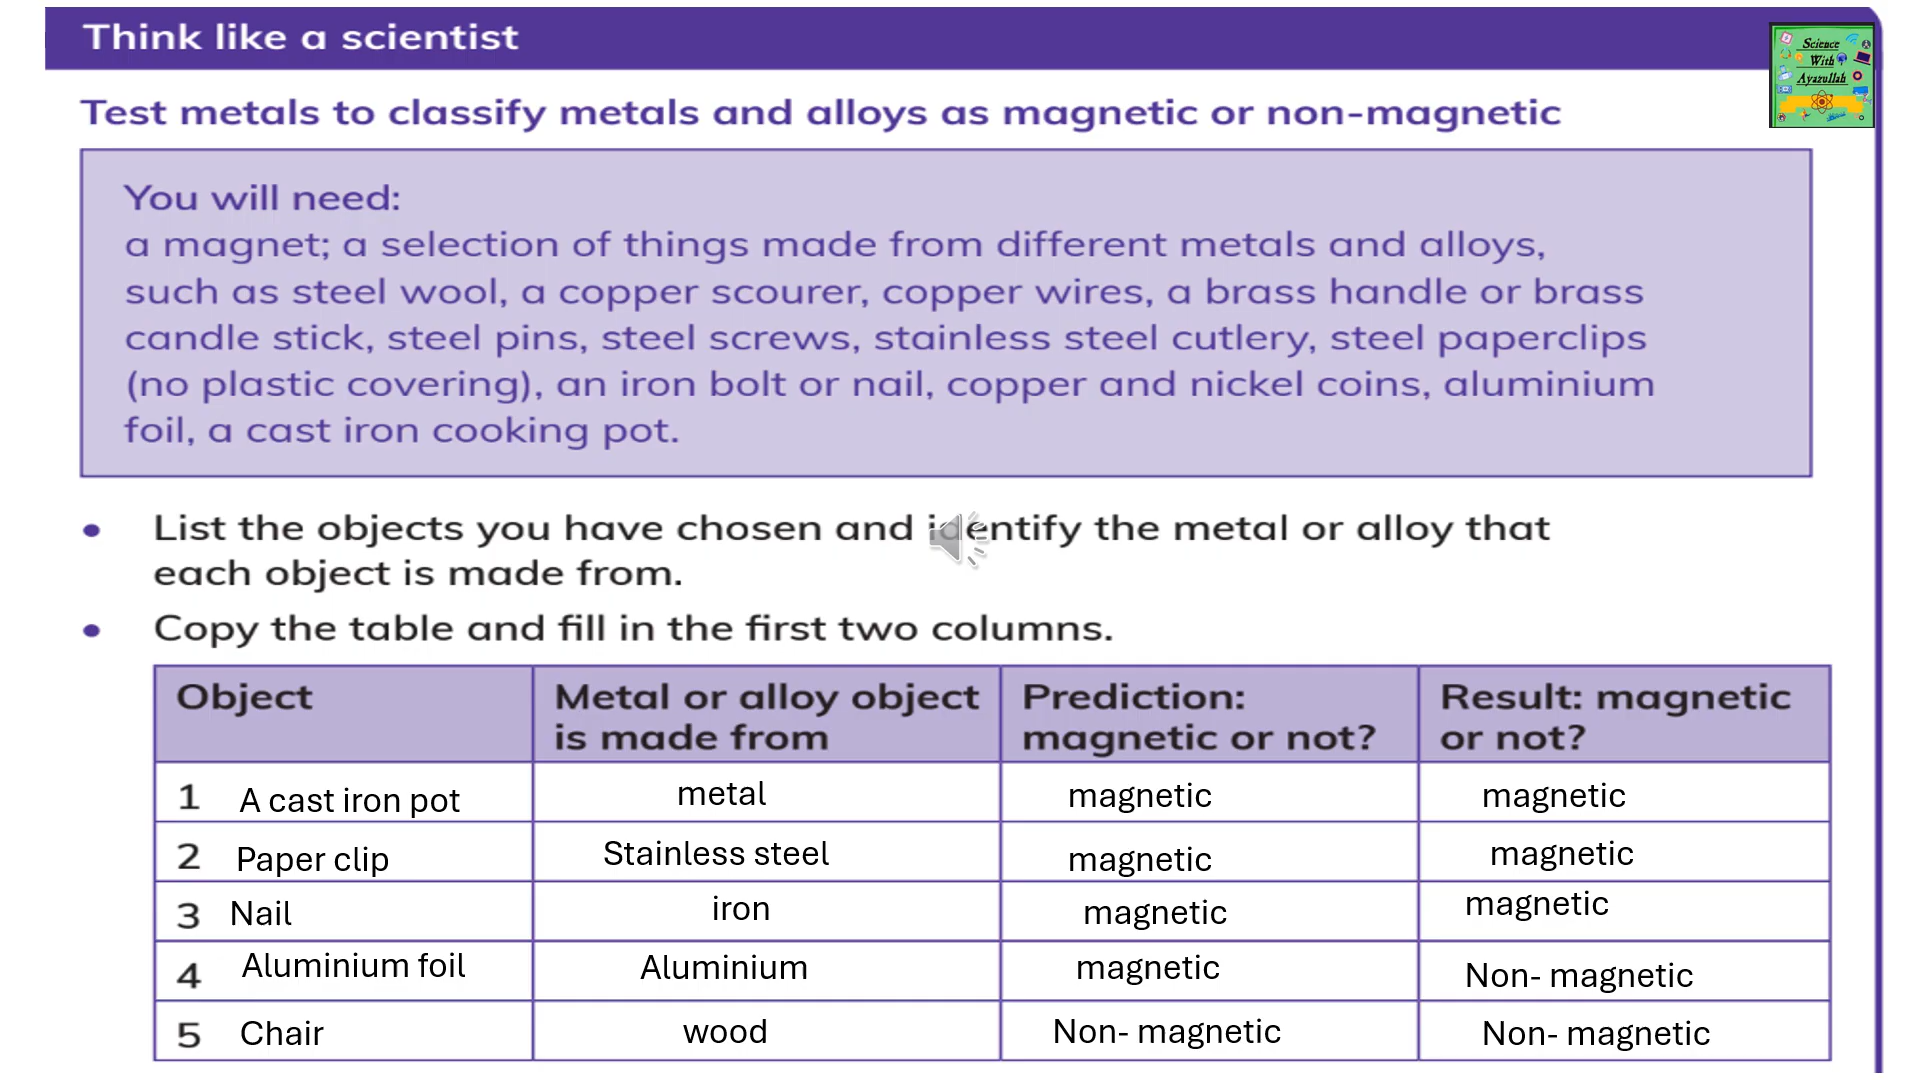 Think like a scientist
Science
With
Ayazullah
Test metals to classify metals and alloys as magnetic or non-magnetic
You will need:
a magnet; a selection of things made from different metals and alloys,
such as steel wool, a copper scourer, copper wires, a brass handle or brass
candle stick, steel pins, steel screws, stainless steel cutlery, steel paperclips
(no plastic covering), an iron bolt or nail, copper and nickel coins, aluminium
foil, a cast iron cooking pot.
• List the objects you have chosen and identify the metal or alloy that
each object is made from.
• Copy the table and fill in the first two columns.
Object Metal or alloy object is made from Prediction: magnetic or not? Result: magnetic or not?
1 A cast iron pot metal magnetic magnetic
2 Paper clip Stainless steel magnetic magnetic
3 Nail iron magnetic magnetic
4 Aluminium foil Aluminium magnetic Non- magnetic
5 Chair wood Non- magnetic Non- magnetic